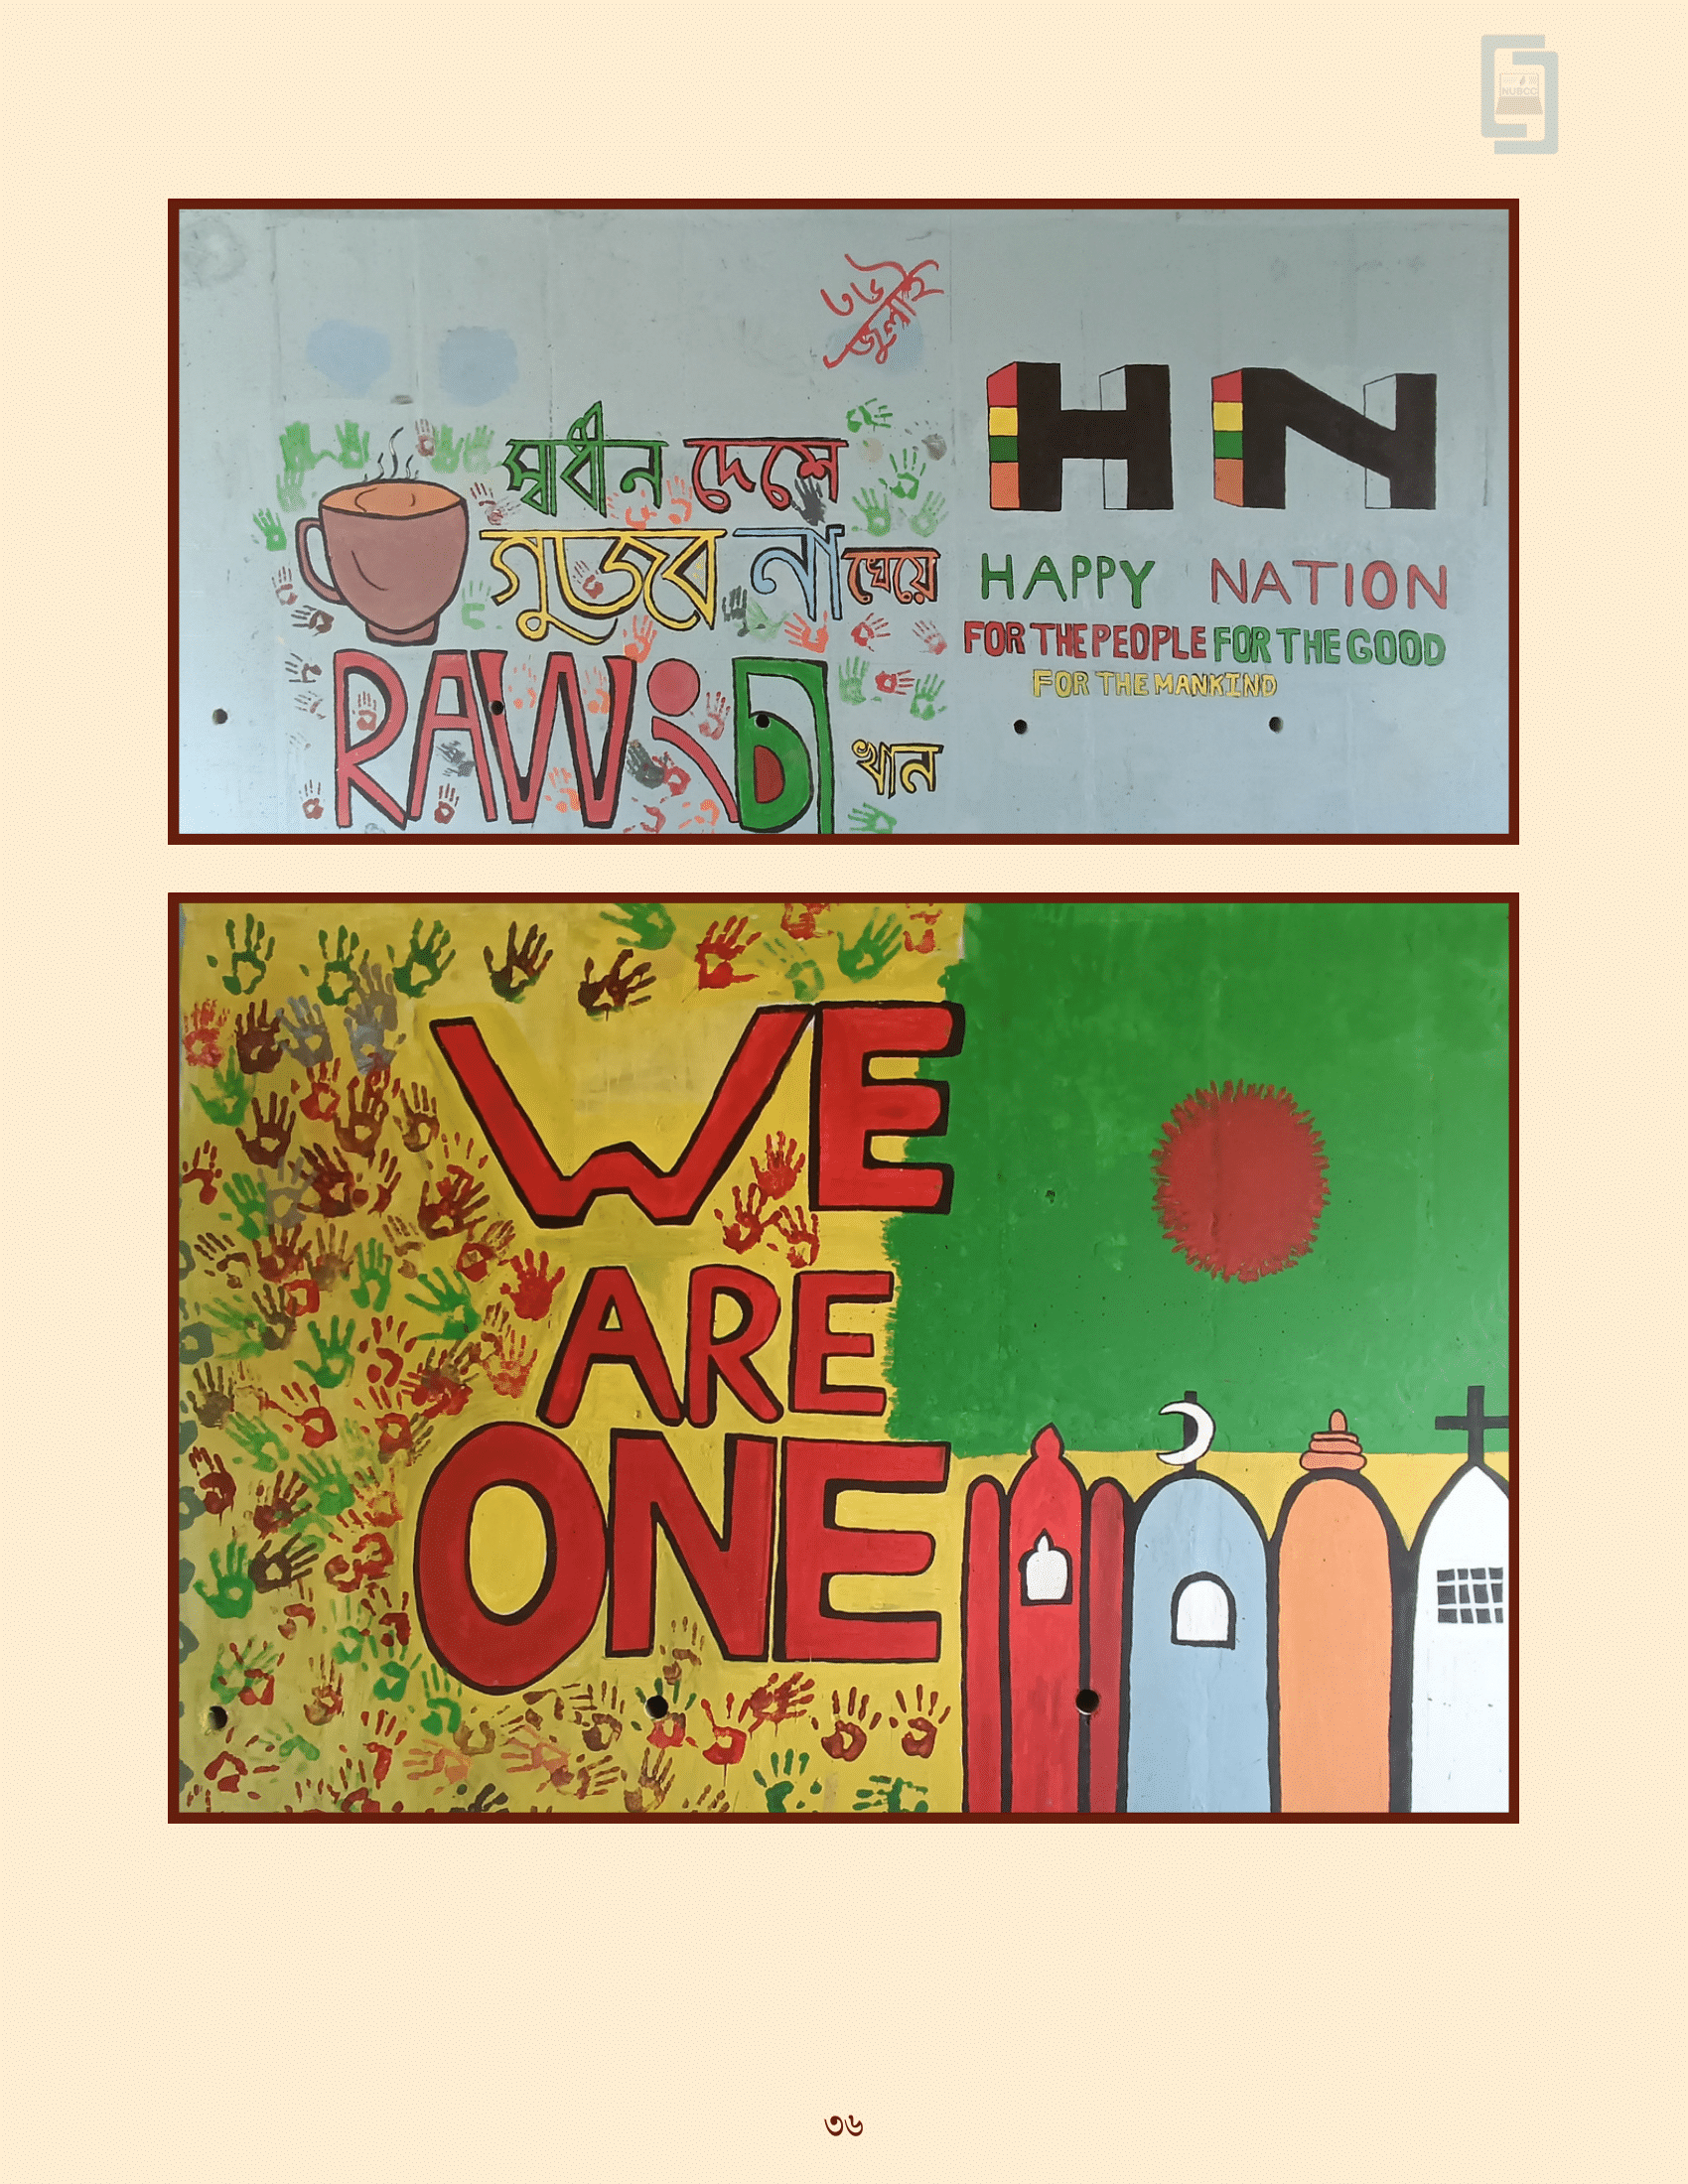 NUBCC
৩৬
জুলাই
স্বাধীন দেশে
গুজব না খেয়ে
RAW চা
খান
HN
HAPPY NATION
FOR THE PEOPLE FOR THE GOOD
FOR THE MANKIND
WE
ARE
ONE
৩৬